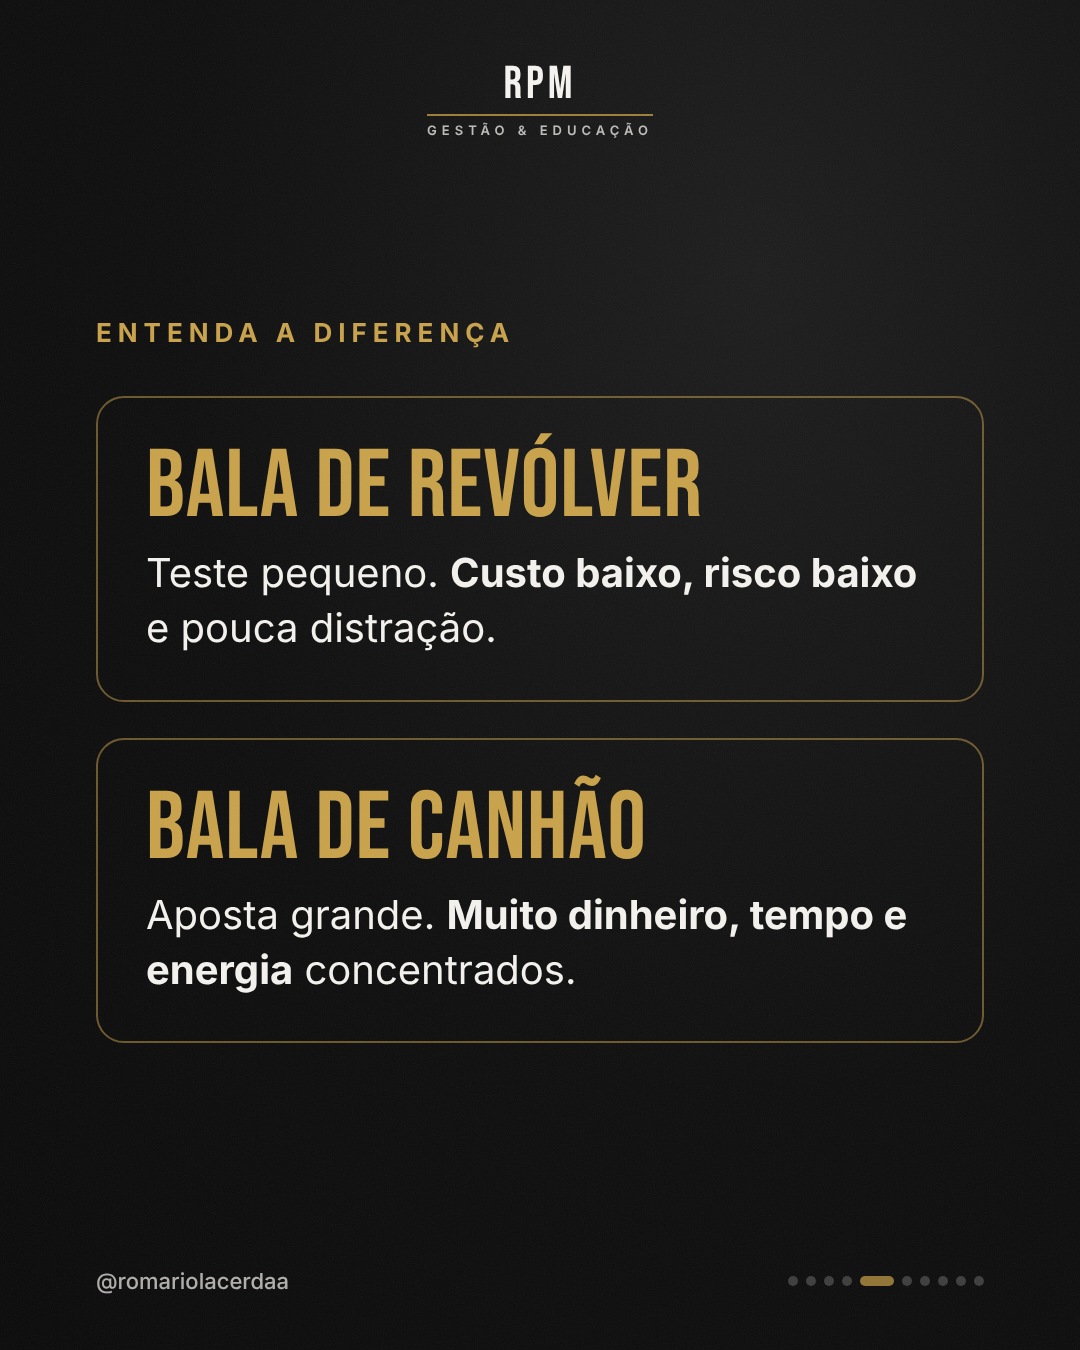 RPM
GESTÃO & EDUCAÇÃO
ENTENDA A DIFERENÇA
BALA DE REVÓLVER
Teste pequeno. Custo baixo, risco baixo
e pouca distração.
BALA DE CANHÃO
Aposta grande. Muito dinheiro, tempo e
energia concentrados.
@romariolacerdaa